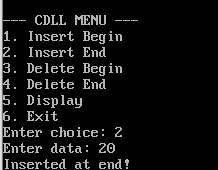 --- CDLL MENU ---
1. Insert Begin
2. Insert End
3. Delete Begin
4. Delete End
5. Display
6. Exit
Enter choice: 2
Enter data: 20
Inserted at end!